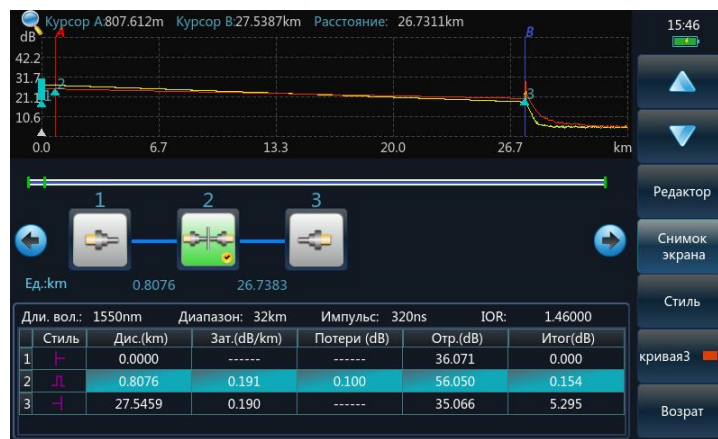 Курсор A:807.612m Курсор B:27.5387km Расстояние: 26.7311km
15:46
dB
A
B
42.2
31.7
21.1
10.6
1
2
3
0.0 6.7 13.3 20.0 26.7 km
1 2 3
Ед.:km 0.8076 26.7383
Дли. вол.: 1550nm Диапазон: 32km Импульс: 320ns IOR: 1.46000
Стиль Дис.(km) Зат.(dB/km) Потери (dB) Отр.(dB) Итог(dB)
1 0.0000 ------ ------ 36.071 0.000
2 0.8076 0.191 0.100 56.050 0.154
3 27.5459 0.190 ------ 35.066 5.295
Редактор
Снимок
экрана
Стиль
кривая3
Возрат